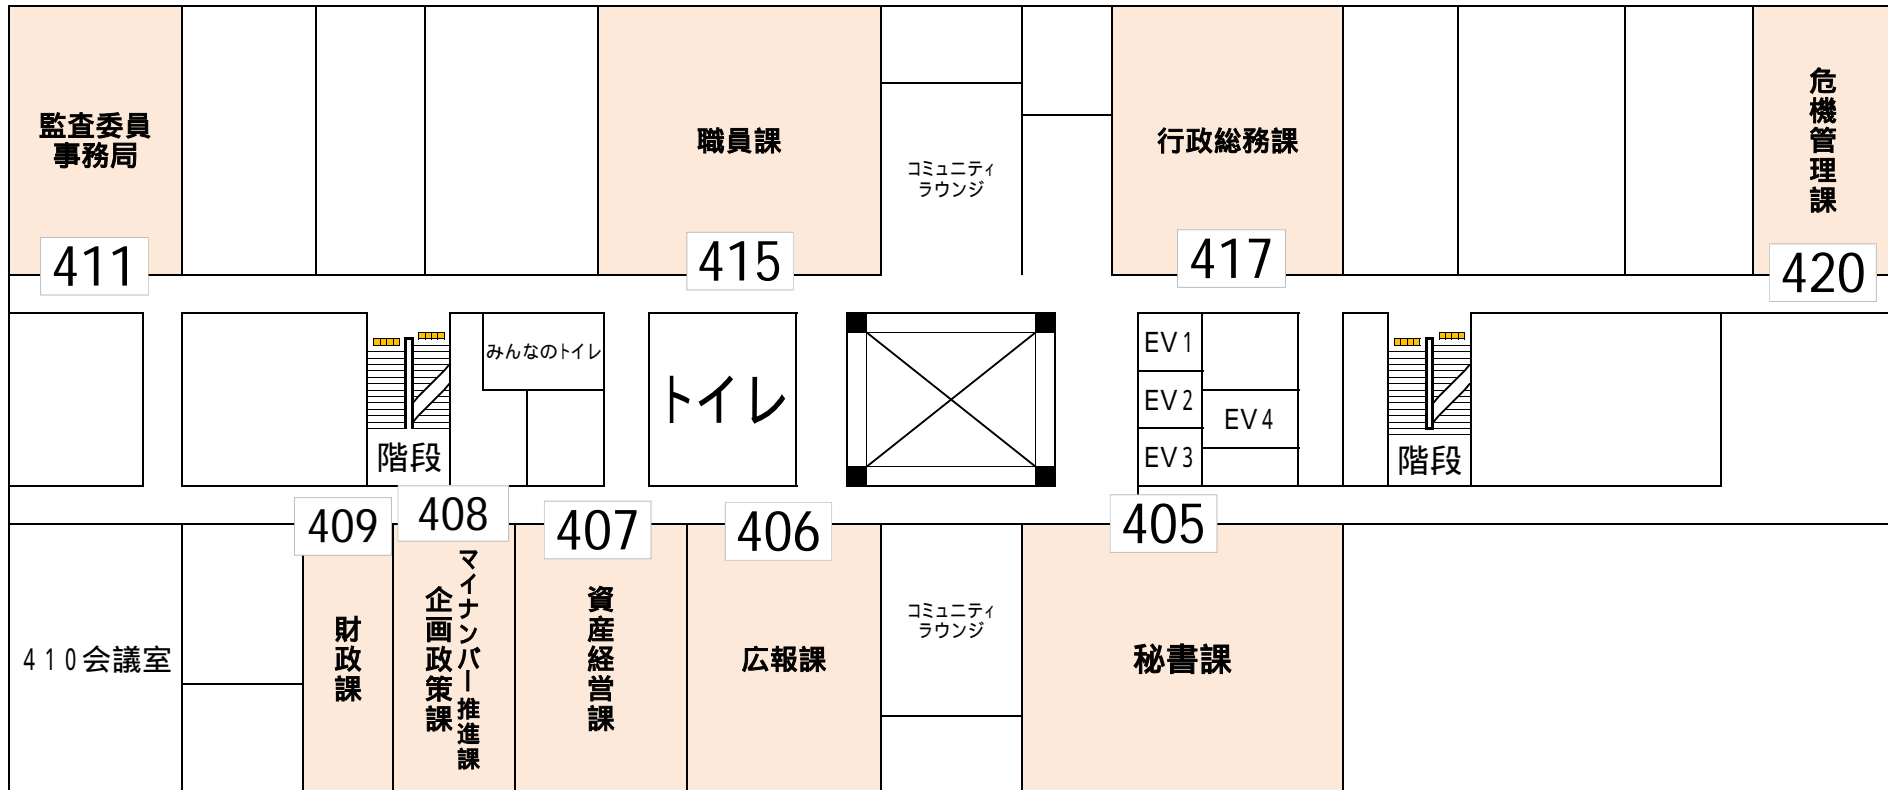 監査委員
事務局
411
職員課
415
コミュニティ
ラウンジ
行政総務課
417
危機管理課
420
階段
みんなのトイレ
トイレ
EV1
EV2
EV3
EV4
階段
410会議室
409
財政課
408
マイナンバー推進課
企画政策課
407
資産経営課
406
広報課
コミュニティ
ラウンジ
405
秘書課